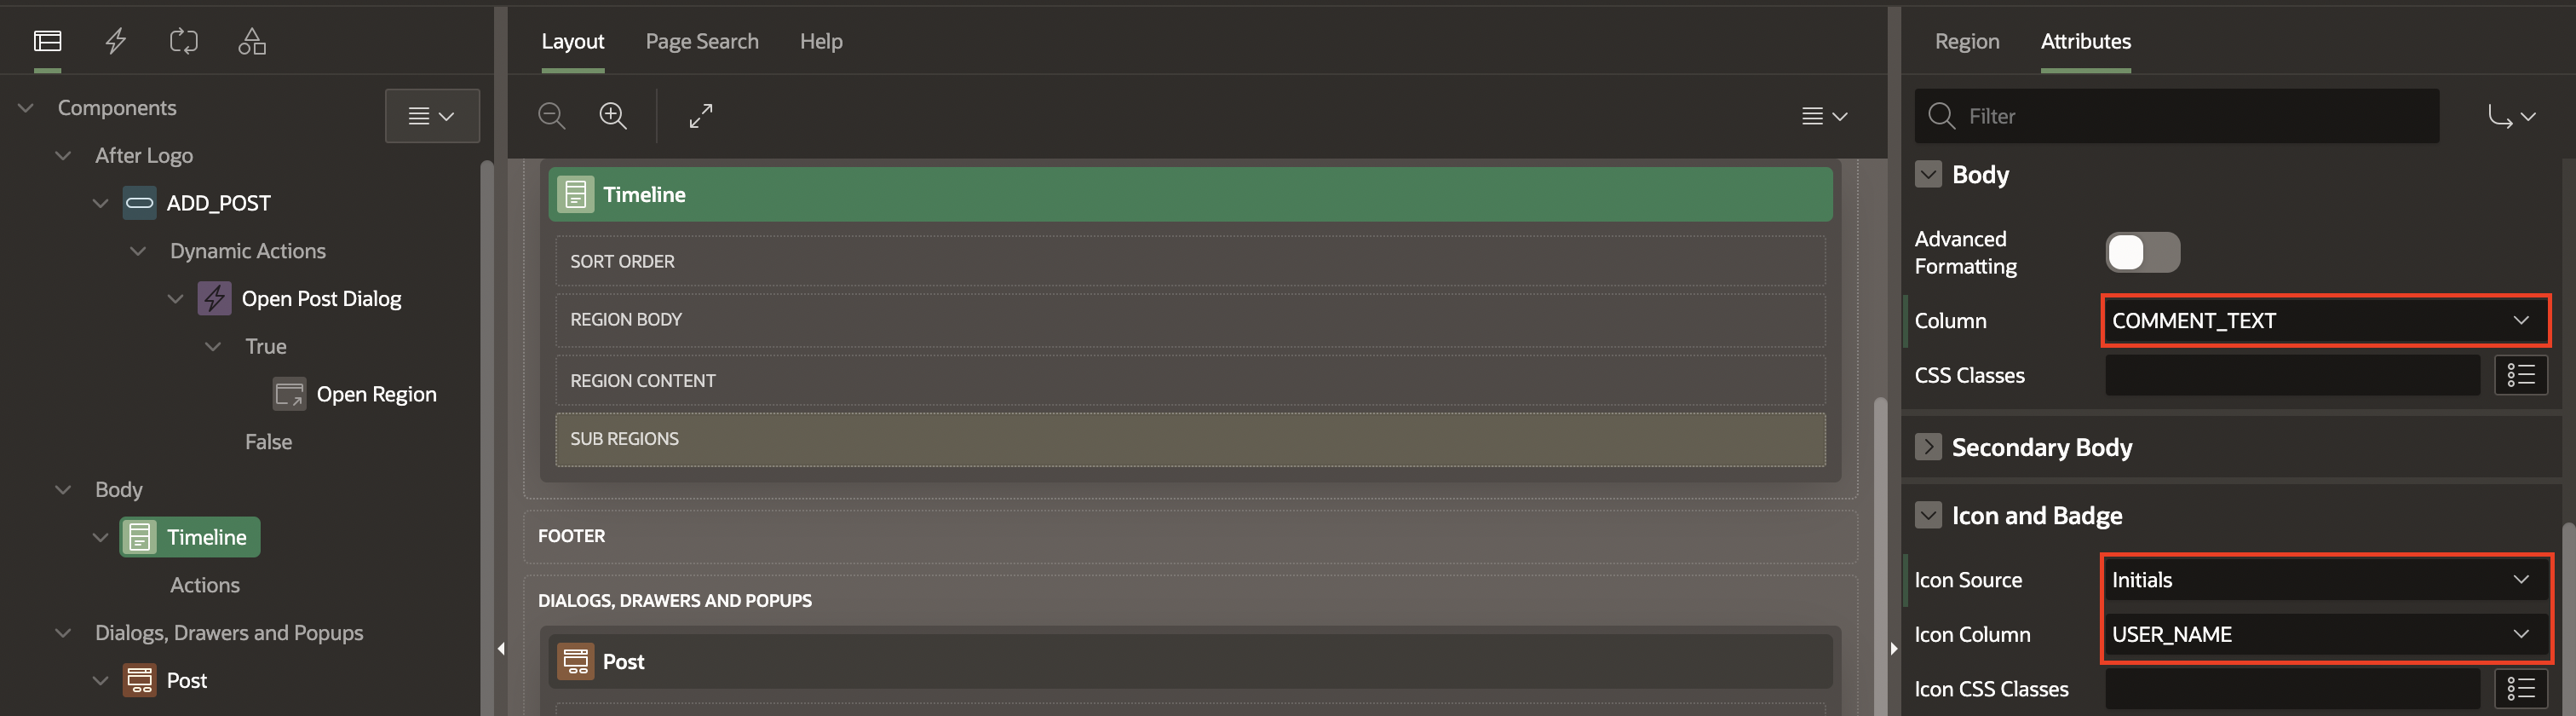 Components
After Logo
ADD_POST
Dynamic Actions
Open Post Dialog
True
Open Region
False
Body
Timeline
Actions
Dialogs, Drawers and Popups
Post
Layout Page Search Help
Timeline
SORT ORDER
REGION BODY
REGION CONTENT
SUB REGIONS
FOOTER
DIALOGS, DRAWERS AND POPUPS
Post
Region Attributes
Filter
Body
Advanced
Formatting
Column COMMENT_TEXT
CSS Classes
Secondary Body
Icon and Badge
Icon Source Initials
Icon Column USER_NAME
Icon CSS Classes